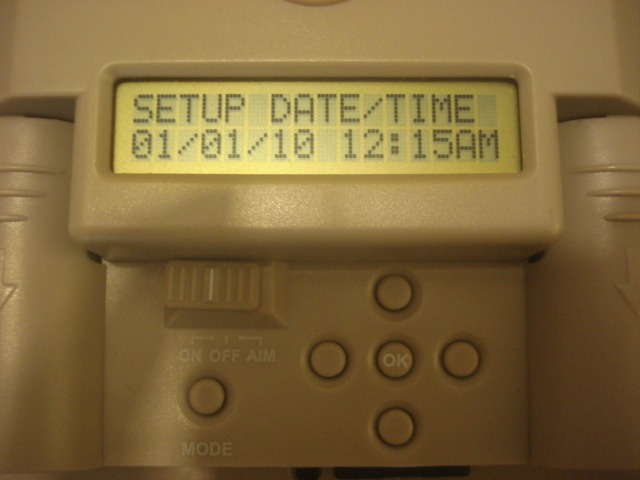 SETUP DATE/TIME
01/01/10 12:15AM
ON OFF AIM
OK
MODE